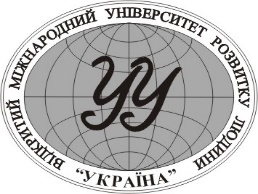 ВІДКРИТИЙ МІЖНАРОДНИЙ УНІВЕРСИТЕТ РОЗВИТКУ ЛЮДИНИ
УУ
“УКРАЇНА”